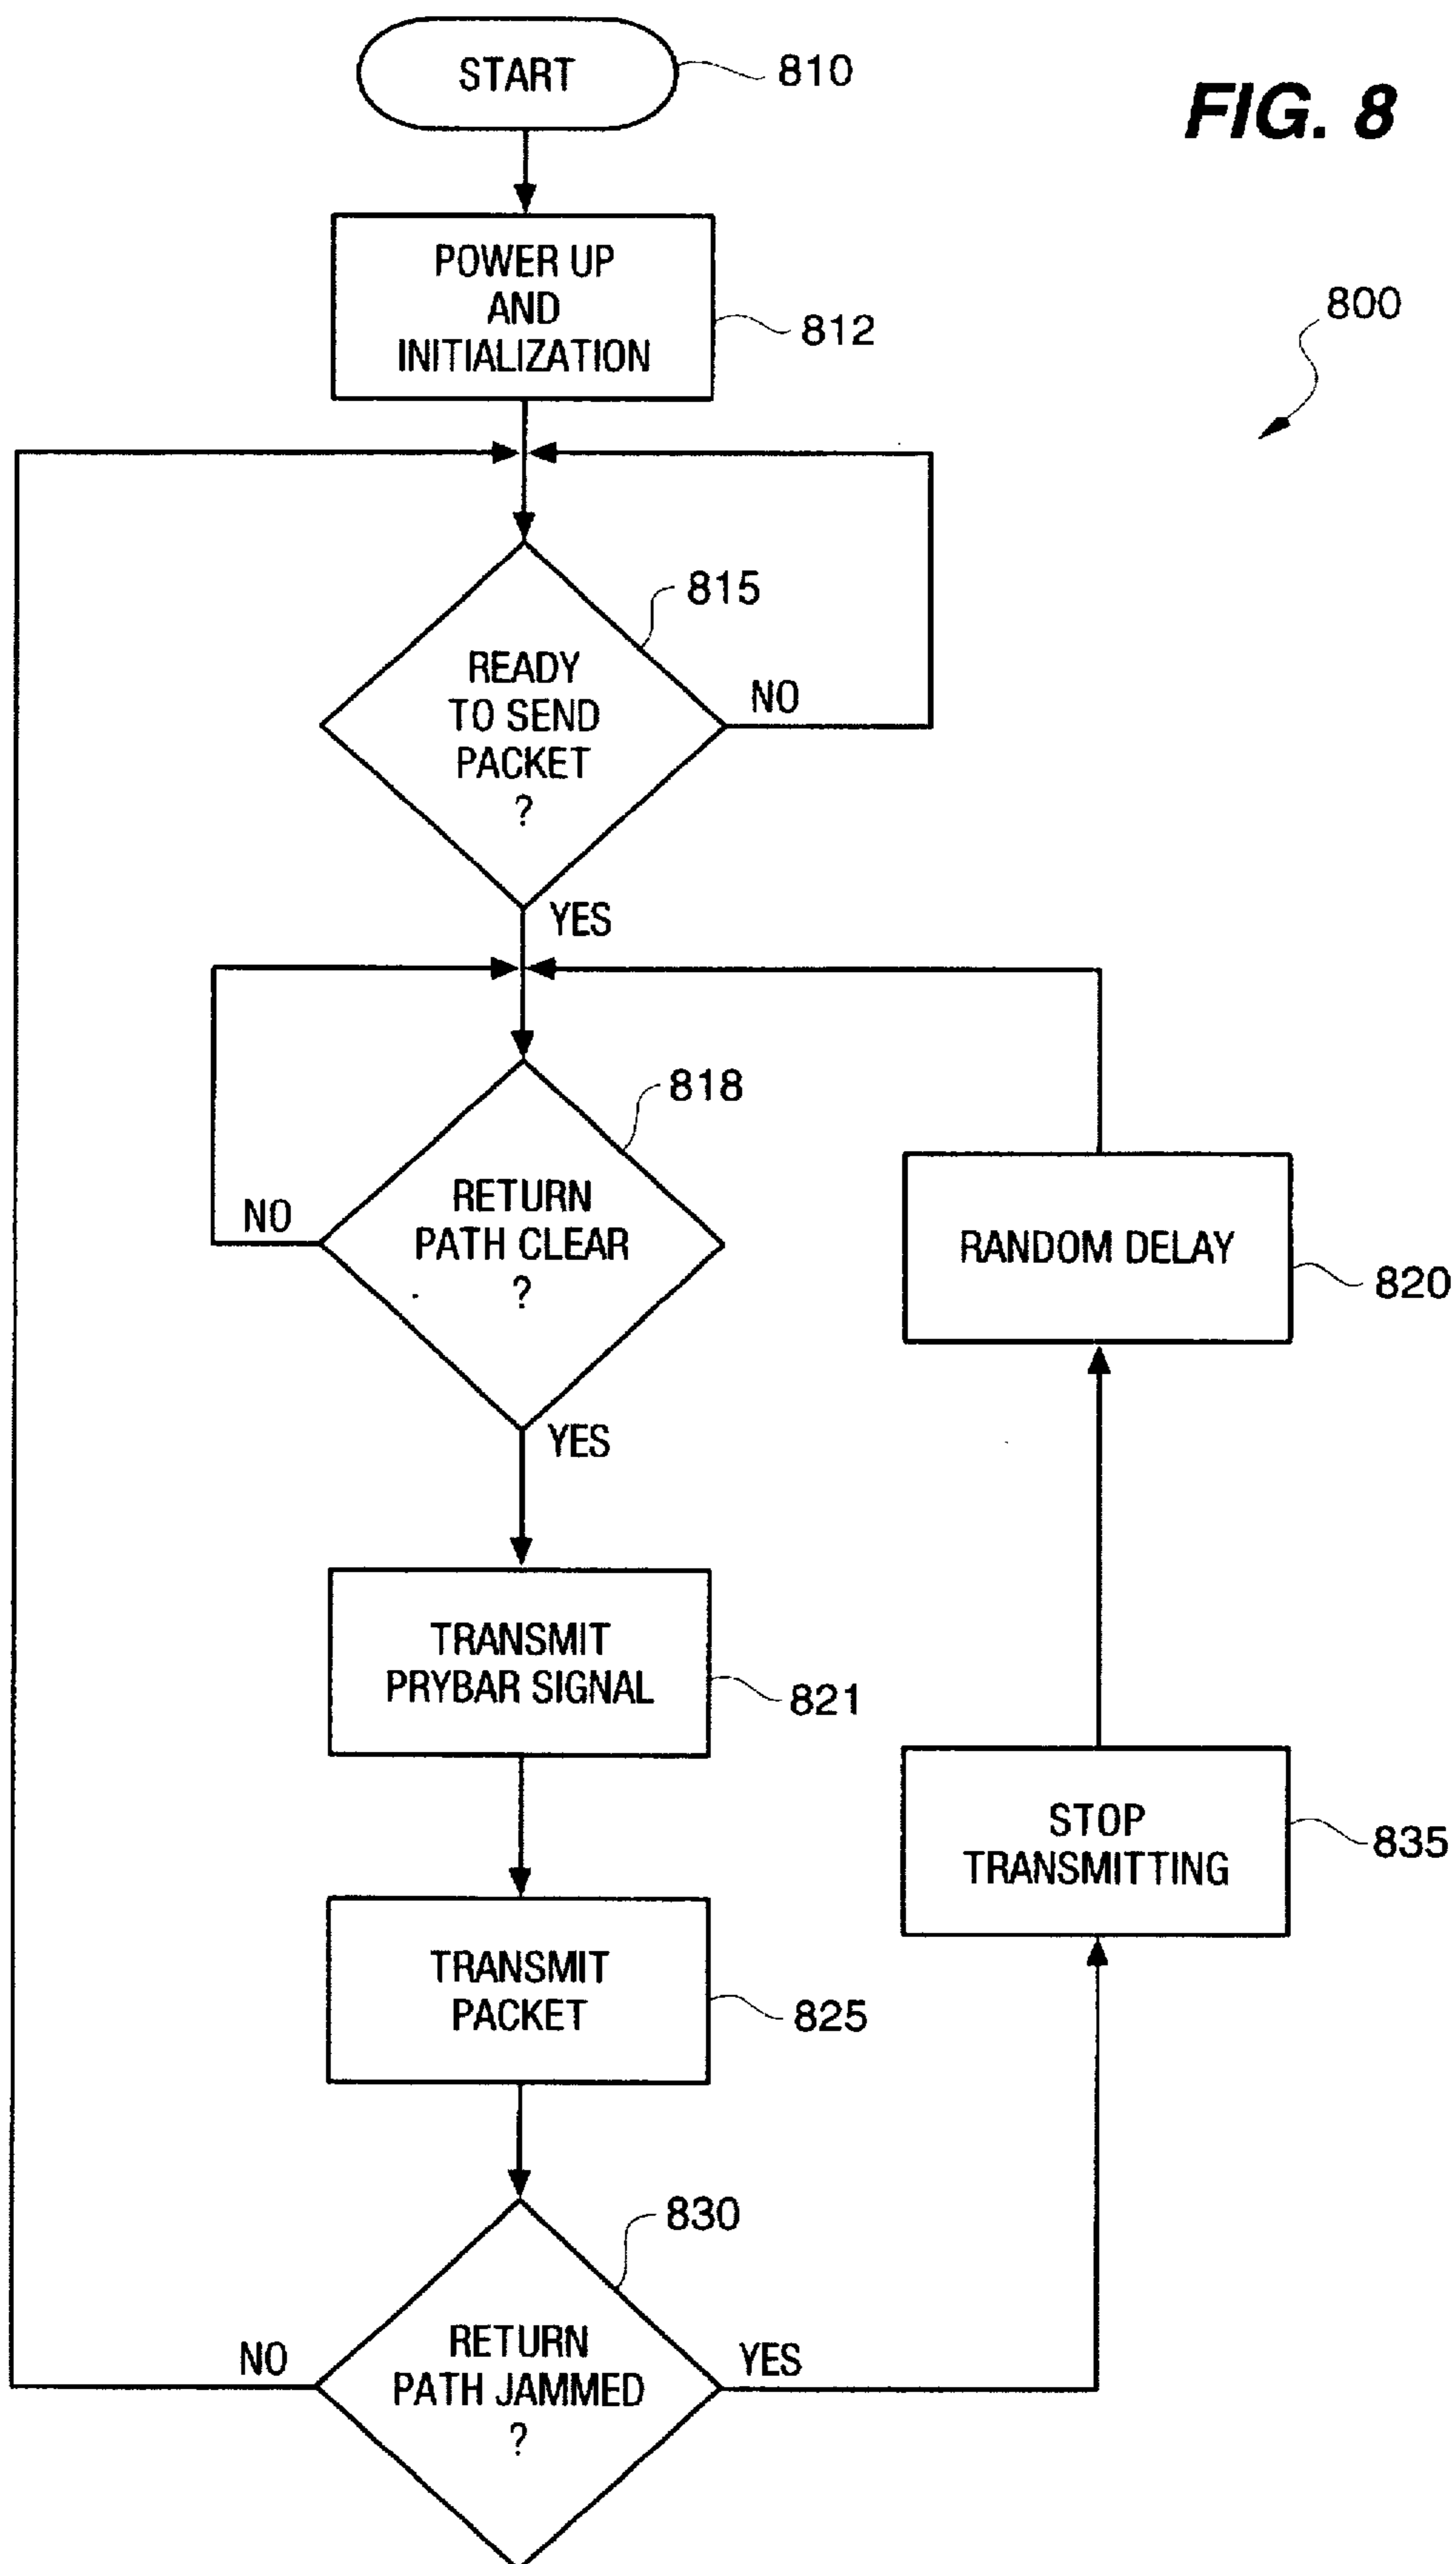 START
810
FIG. 8
POWER UP
AND
INITIALIZATION
812
800
815
READY
TO SEND
PACKET
?
NO
YES
818
RETURN
PATH CLEAR
?
NO
RANDOM DELAY
820
YES
TRANSMIT
PRYBAR SIGNAL
821
STOP
TRANSMITTING
835
TRANSMIT
PACKET
825
830
RETURN
PATH JAMMED
?
NO
YES